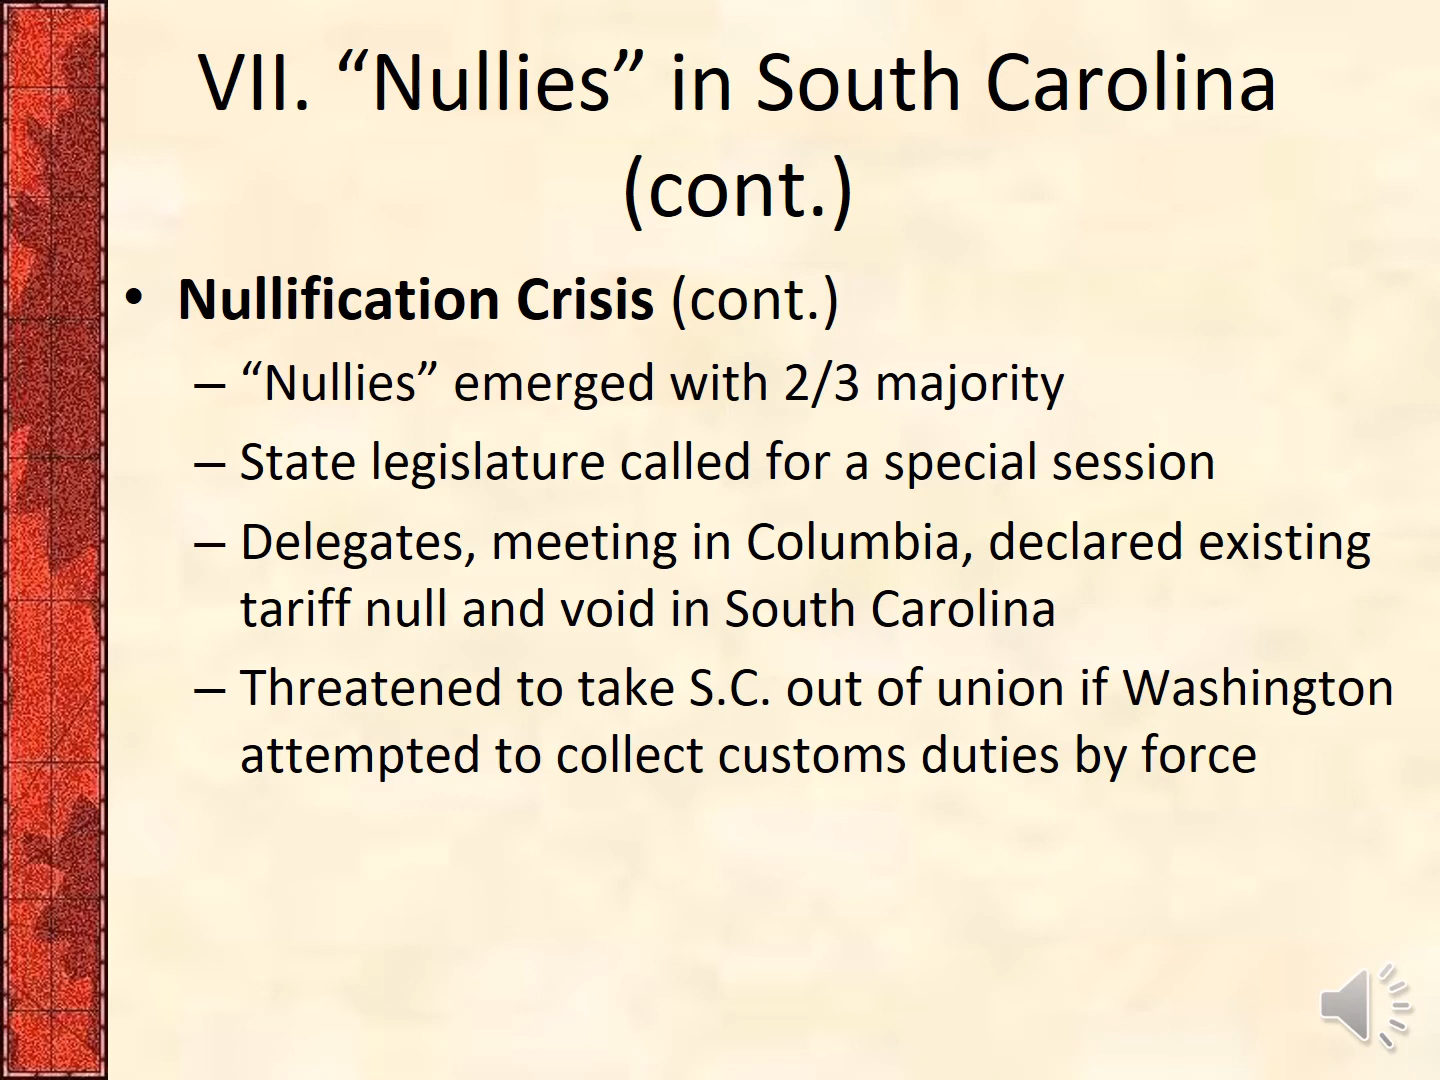 VII. “Nullies” in South Carolina
(cont.)
• Nullification Crisis (cont.)
– “Nullies” emerged with 2/3 majority
– State legislature called for a special session
– Delegates, meeting in Columbia, declared existing
tariff null and void in South Carolina
– Threatened to take S.C. out of union if Washington
attempted to collect customs duties by force